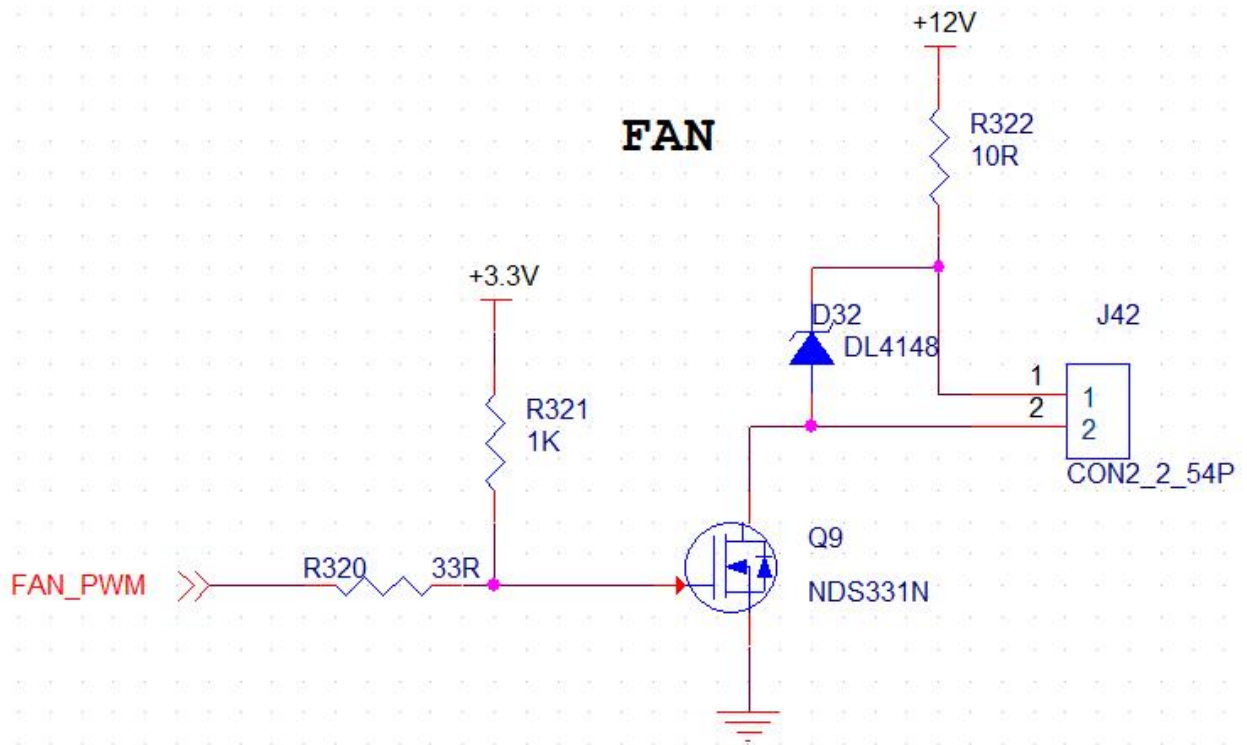 +12V
FAN
R322
10R
+3.3V
D32
DL4148
J42
1
2
1
2
CON2_2_54P
R321
1K
Q9
NDS331N
R320
33R
FAN_PWM